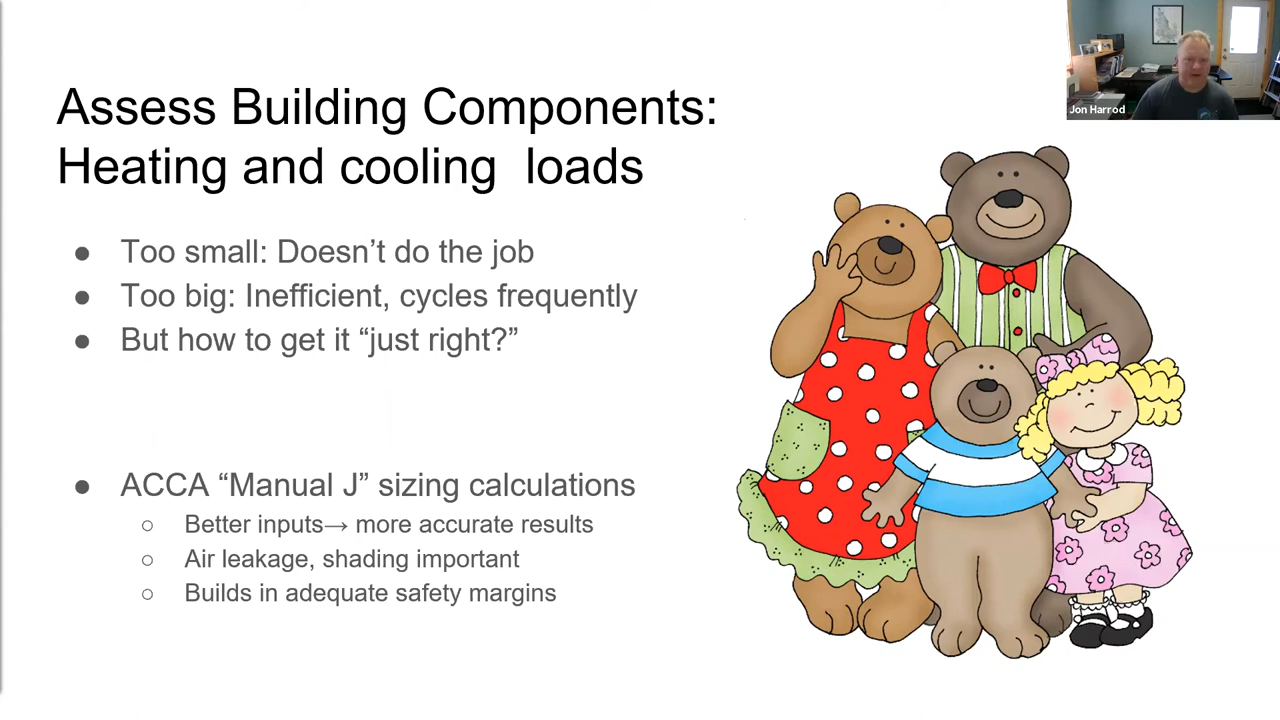 Jon Harrod
Assess Building Components:
Heating and cooling  loads
● Too small: Doesn’t do the job
● Too big: Inefficient, cycles frequently
● But how to get it “just right?”
● ACCA “Manual J” sizing calculations
○ Better inputs→ more accurate results
○ Air leakage, shading important
○ Builds in adequate safety margins